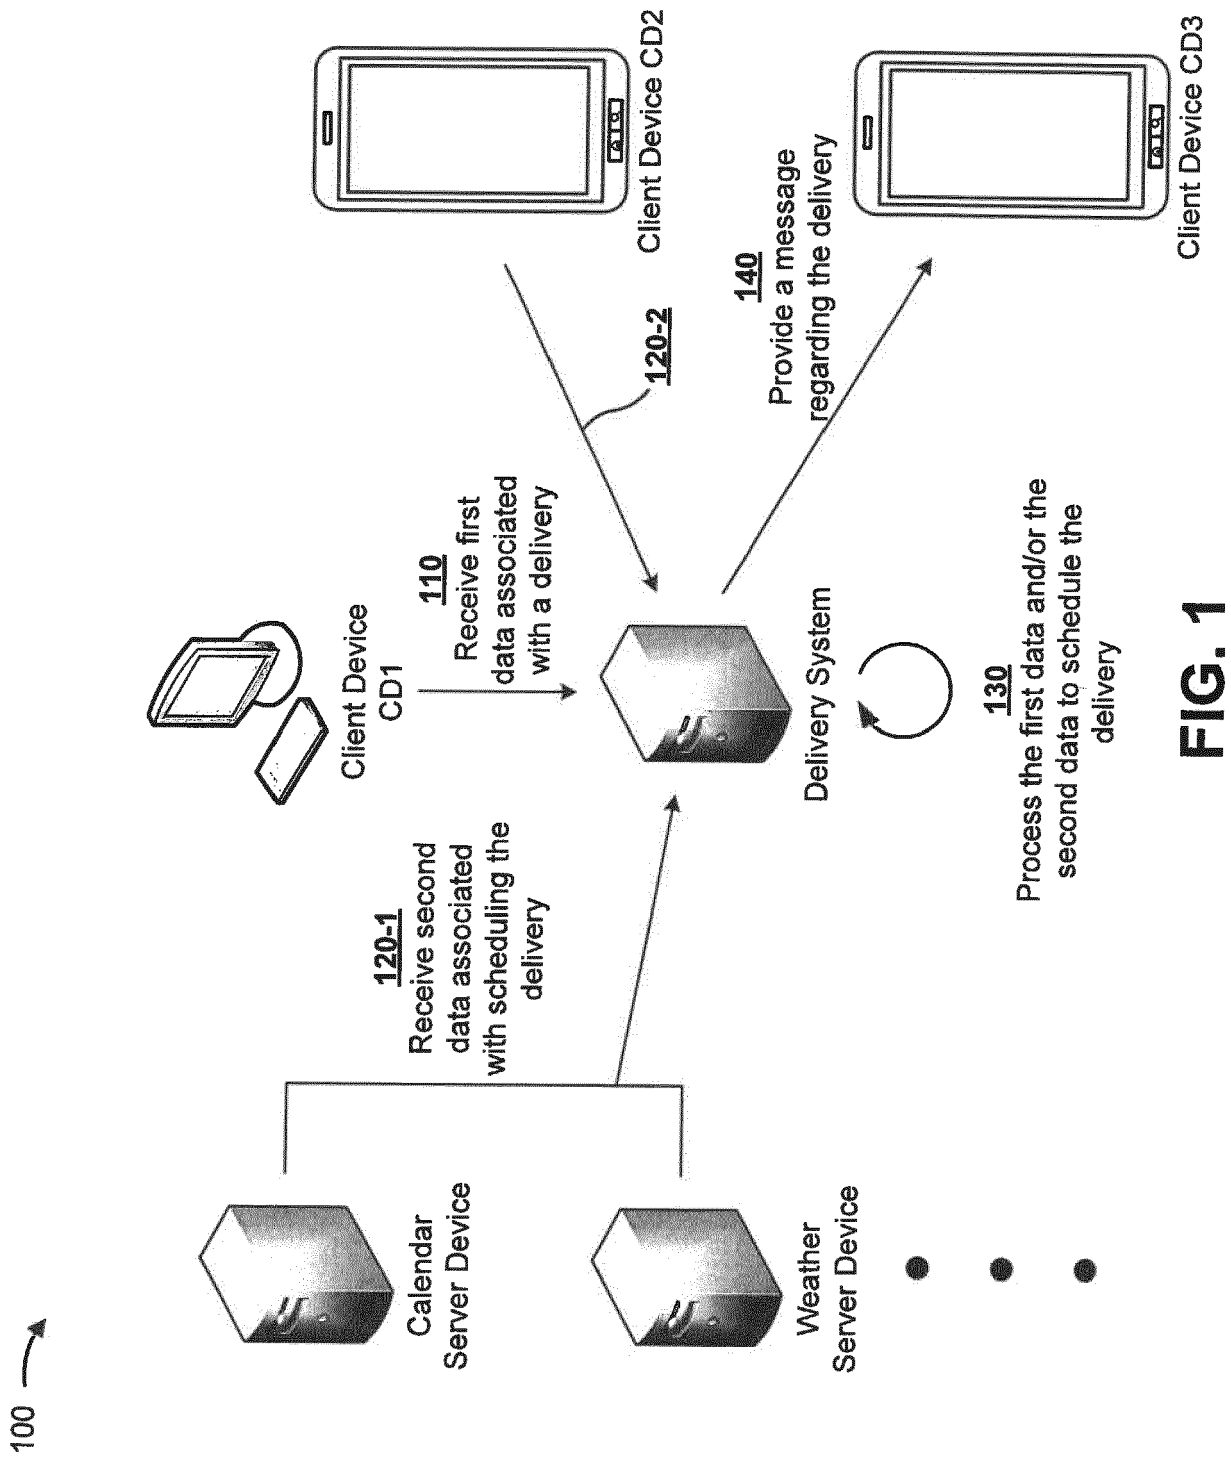 100
Calendar
Server Device
Weather
Server Device
120-1
Receive second
data associated
with scheduling the
delivery
Client Device
CD1
110
Receive first
data associated
with a delivery
Delivery System
130
Process the first data and/or the
second data to schedule the
delivery
120-2
Client Device CD2
140
Provide a message
regarding the delivery
Client Device CD3
FIG. 1